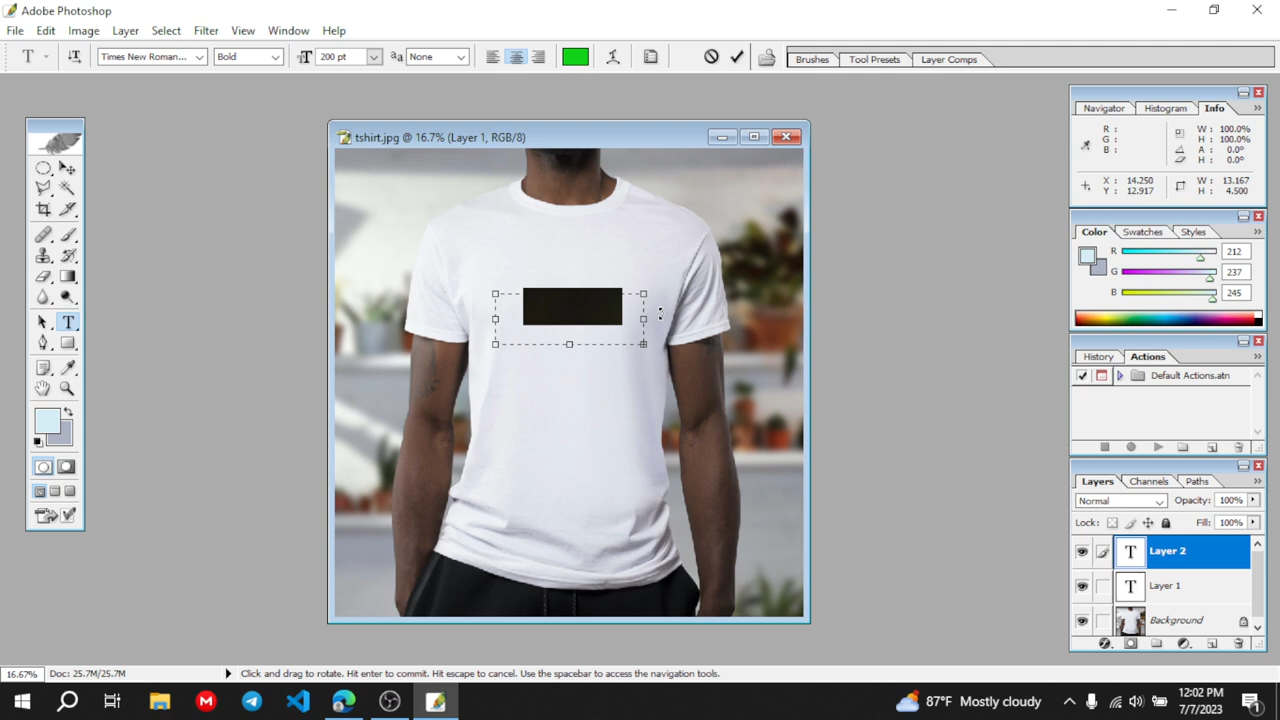 Adobe Photoshop
File Edit Image Layer Select Filter View Window Help
T Times New Roman... Bold 200 pt aa None Brushes Tool Presets Layer Comps
tshirt.jpg @ 16.7% (Layer 1, RGB/8)
Navigator Histogram Info
R : W : 100.0%
G : H : 100.0%
B : A : 0.0°
H : 0.0°
X : 14.250 W : 13.167
Y : 12.917 H : 4.500
Color Swatches Styles
R 212
G 237
B 245
History Actions
Default Actions.atn
Layers Channels Paths
Normal Opacity: 100%
Lock: Fill: 100%
T Layer 2
T Layer 1
Background
16.67% Doc: 25.7M/25.7M Click and drag to rotate. Hit enter to commit. Hit escape to cancel. Use the spacebar to access the navigation tools.
87°F Mostly cloudy 12:02 PM
7/7/2023